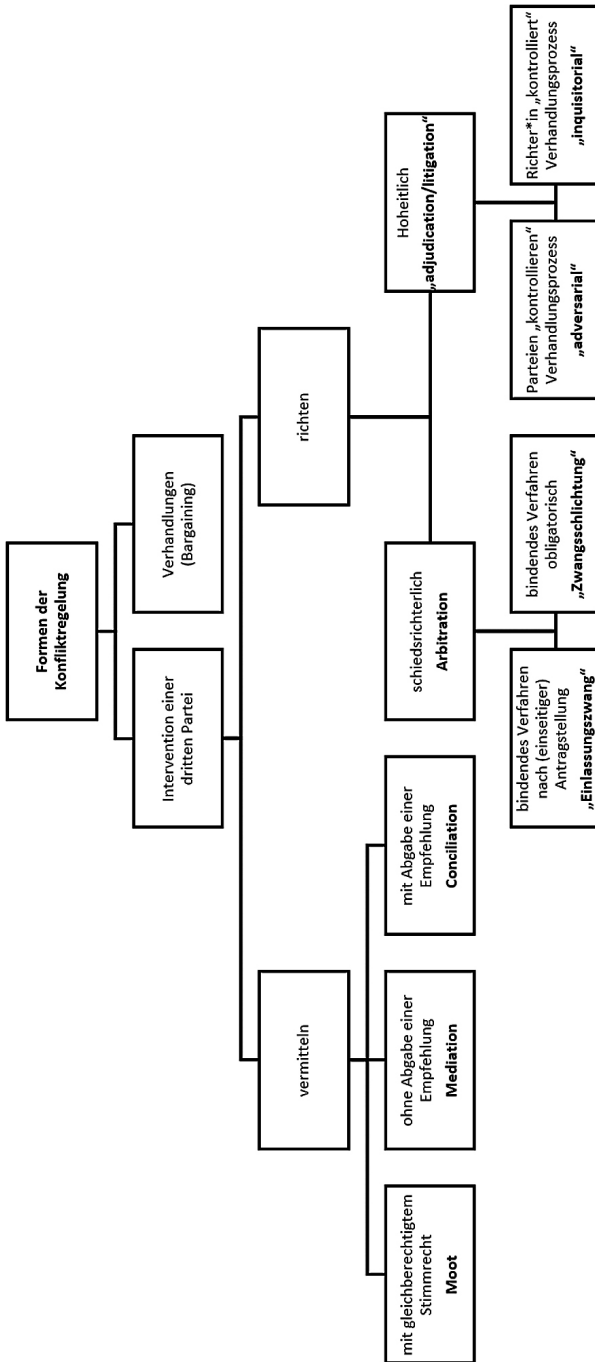 Formen der
Konfliktregelung
Intervention einer
dritten Partei
Verhandlungen
(Bargaining)
vermitteln
richten
mit gleichberechtigtem
Stimmrecht
Moot
ohne Abgabe einer
Empfehlung
Mediation
mit Abgabe einer
Empfehlung
Conciliation
schiedsrichterlich
Arbitration
Hoheitlich
„adjudication/litigation“
bindendes Verfahren
nach (einseitiger)
Antragstellung
„Einlassungszwang“
bindendes Verfahren
obligatorisch
„Zwangsschlichtung“
Parteien „kontrollieren“
Verhandlungsprozess
„adversarial“
Richter*in „kontrolliert“
Verhandlungsprozess
„inquisitorial“